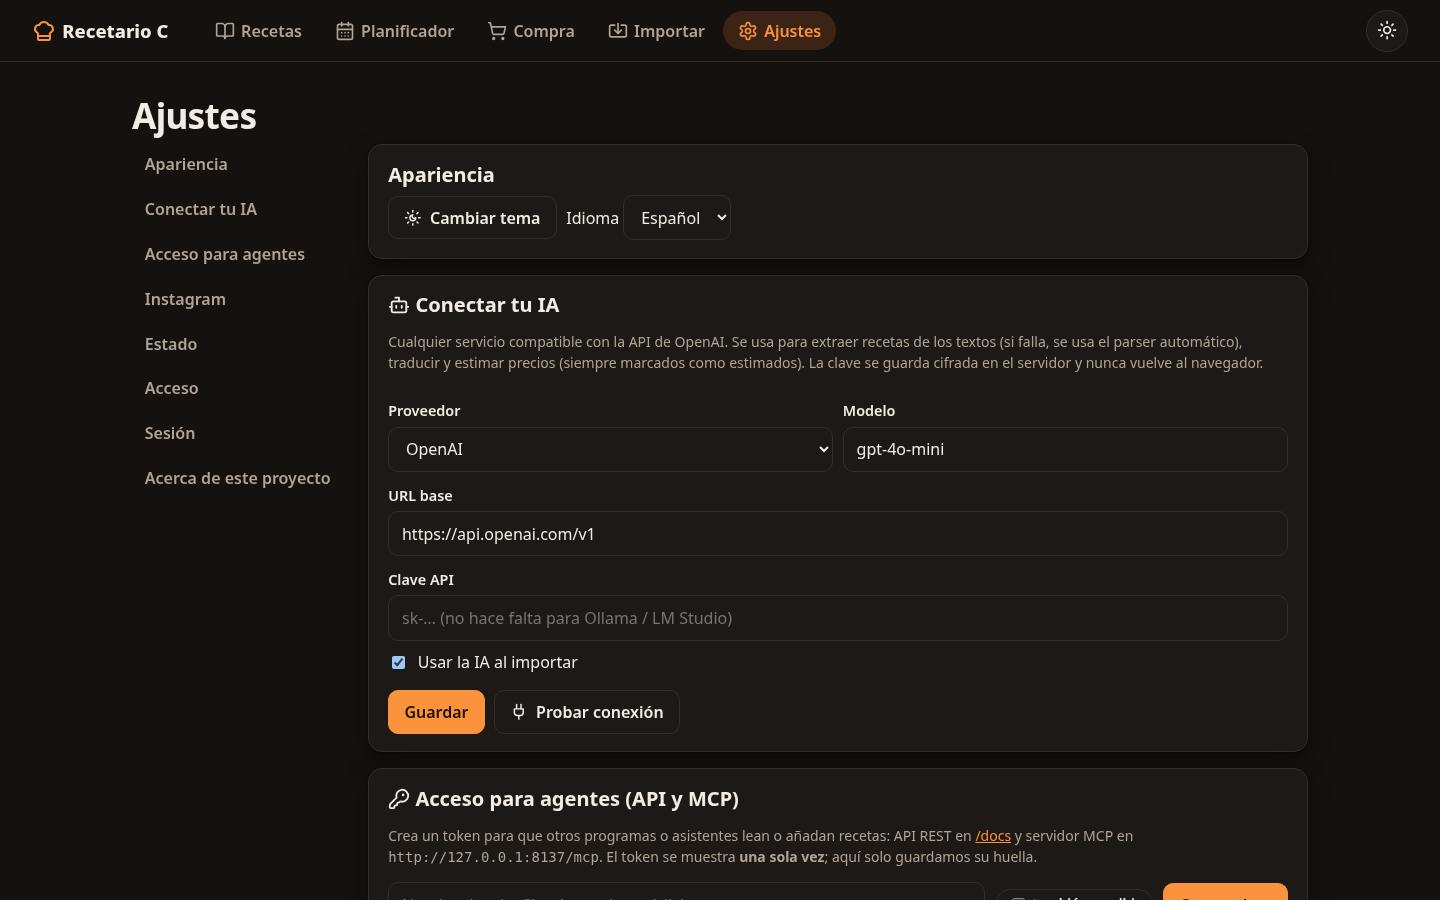 Recetario C
Recetas
Planificador
Compra
Importar
Ajustes
Ajustes
Apariencia
Conectar tu IA
Acceso para agentes
Instagram
Estado
Acceso
Sesión
Acerca de este proyecto
Apariencia
Cambiar tema
Idioma
Español
Conectar tu IA
Cualquier servicio compatible con la API de OpenAI. Se usa para extraer recetas de los textos (si falla, se usa el parser automático),
traducir y estimar precios (siempre marcados como estimados). La clave se guarda cifrada en el servidor y nunca vuelve al navegador.
Proveedor
Modelo
OpenAI
gpt-4o-mini
URL base
https://api.openai.com/v1
Clave API
sk-... (no hace falta para Ollama / LM Studio)
Usar la IA al importar
Guardar
Probar conexión
Acceso para agentes (API y MCP)
Crea un token para que otros programas o asistentes lean o añadan recetas: API REST en /docs y servidor MCP en
http://127.0.0.1:8137/mcp. El token se muestra una sola vez; aquí solo guardamos su huella.